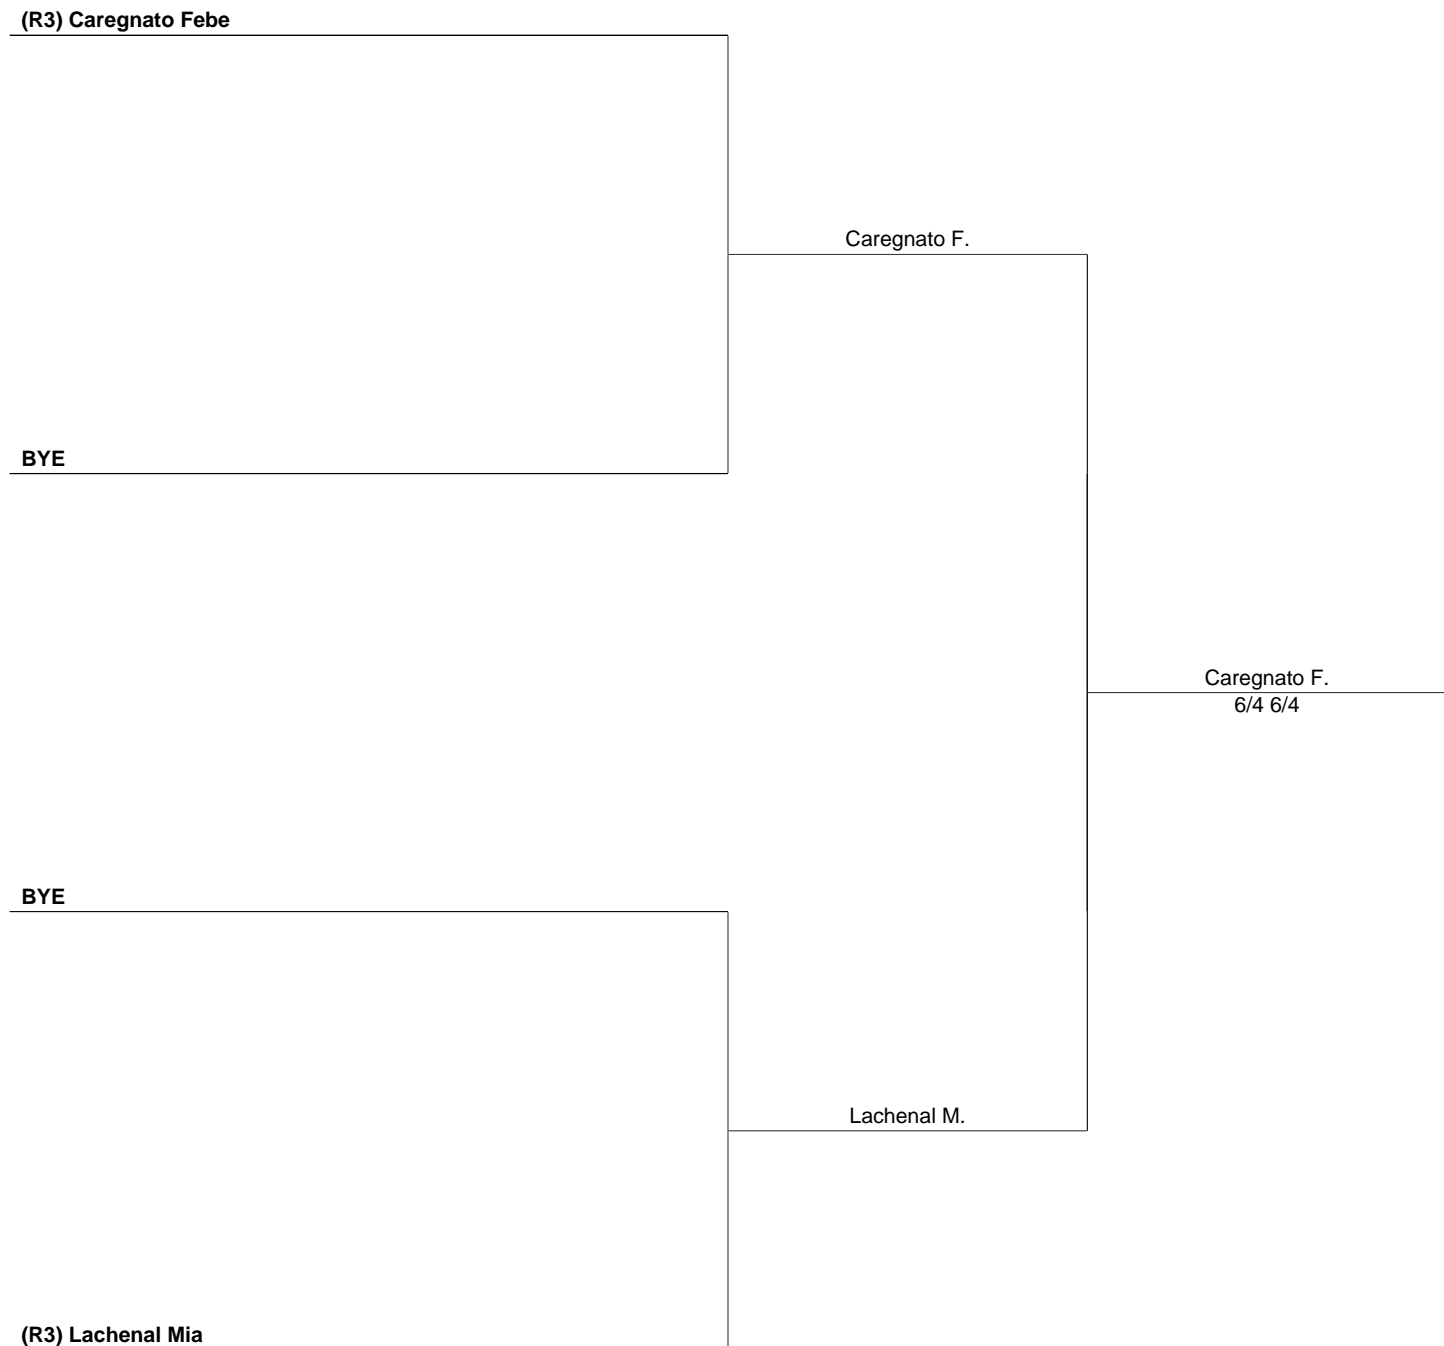 (R3) Caregnato Febe
Caregnato F.
BYE
Caregnato F.
6/4 6/4
BYE
Lachenal M.
(R3) Lachenal Mia